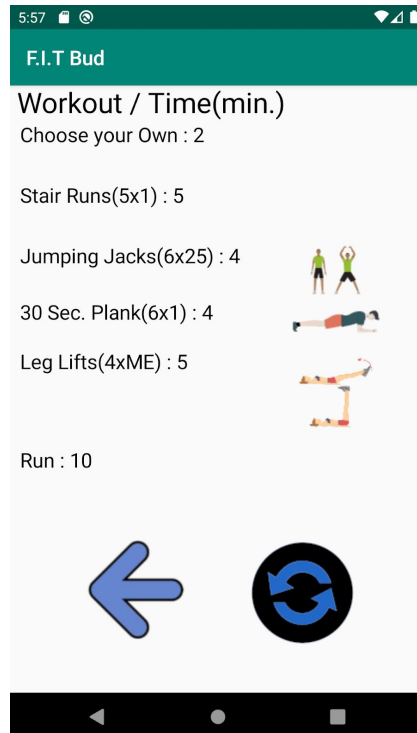 5:57
F.I.T Bud
Workout / Time(min.)
Choose your Own : 2
Stair Runs(5x1) : 5
Jumping Jacks(6x25) : 4
30 Sec. Plank(6x1) : 4
Leg Lifts(4xME) : 5
Run : 10